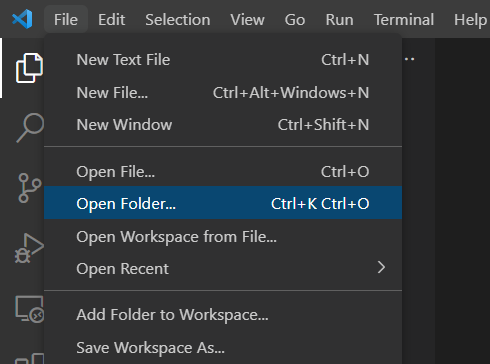 File Edit Selection View Go Run Terminal Help
New Text File Ctrl+N
New File... Ctrl+Alt+Windows+N
New Window Ctrl+Shift+N
Open File... Ctrl+O
Open Folder... Ctrl+K Ctrl+O
Open Workspace from File...
Open Recent
Add Folder to Workspace...
Save Workspace As...